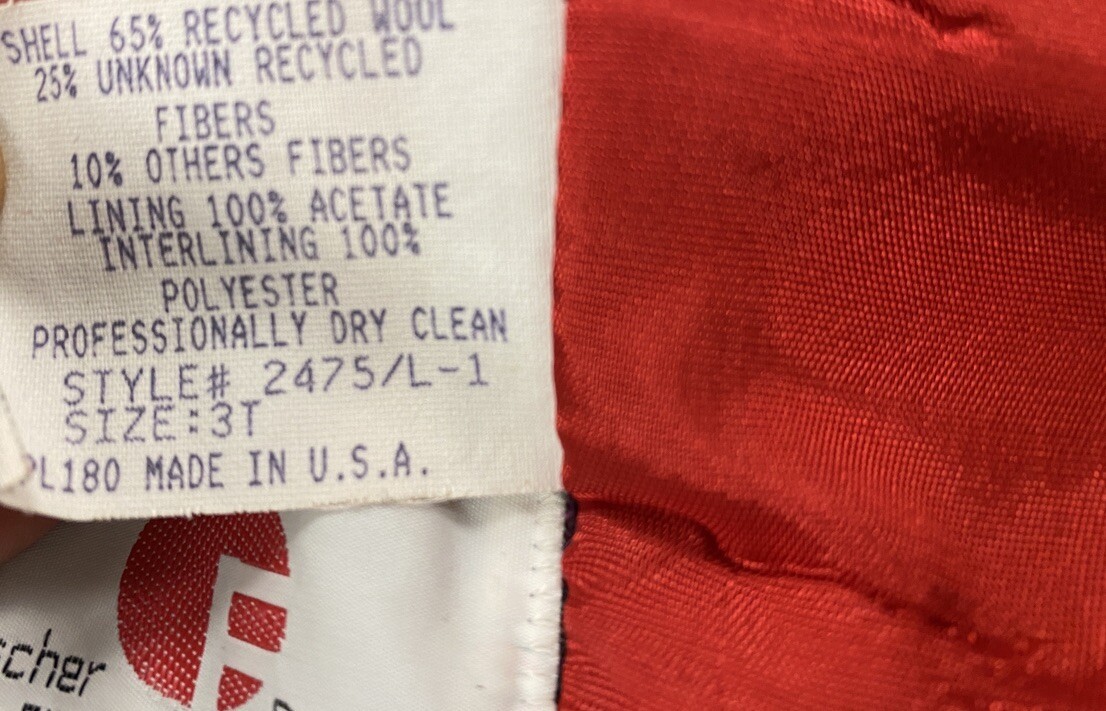 SHELL 65% RECYCLED WOOL
25% UNKNOWN RECYCLED
FIBERS
10% OTHERS FIBERS
LINING 100% ACETATE
INTERLINING 100%
POLYESTER
PROFESSIONALLY DRY CLEAN
STYLE# 2475/L-1
SIZE:3T
PL180 MADE IN U.S.A.
cher